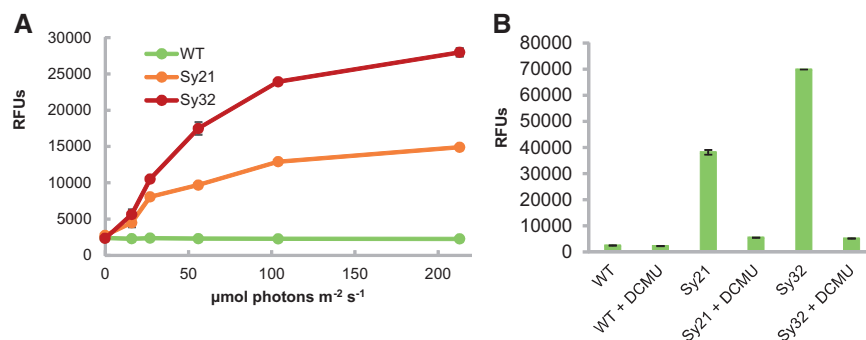 A
RFUs
30000
25000
20000
15000
10000
5000
0
WT
Sy21
Sy32
0
50
100
150
200
µmol photons m⁻² s⁻¹
B
RFUs
80000
70000
60000
50000
40000
30000
20000
10000
0
WT
WT + DCMU
Sy21
Sy21 + DCMU
Sy32
Sy32 + DCMU